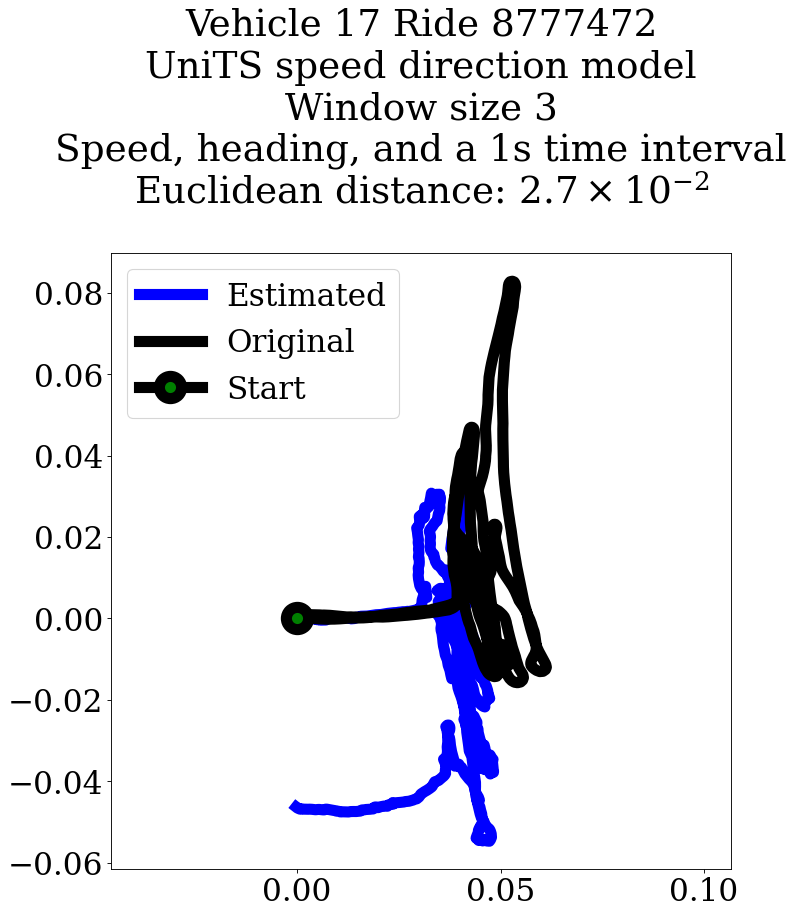 Vehicle 17 Ride 8777472
UniTS speed direction model
Window size 3
Speed, heading, and a 1s time interval
Euclidean distance: 2.7 × 10⁻²
Estimated
Original
Start
0.08
0.06
0.04
0.02
0.00
−0.02
−0.04
−0.06
0.00 0.05 0.10